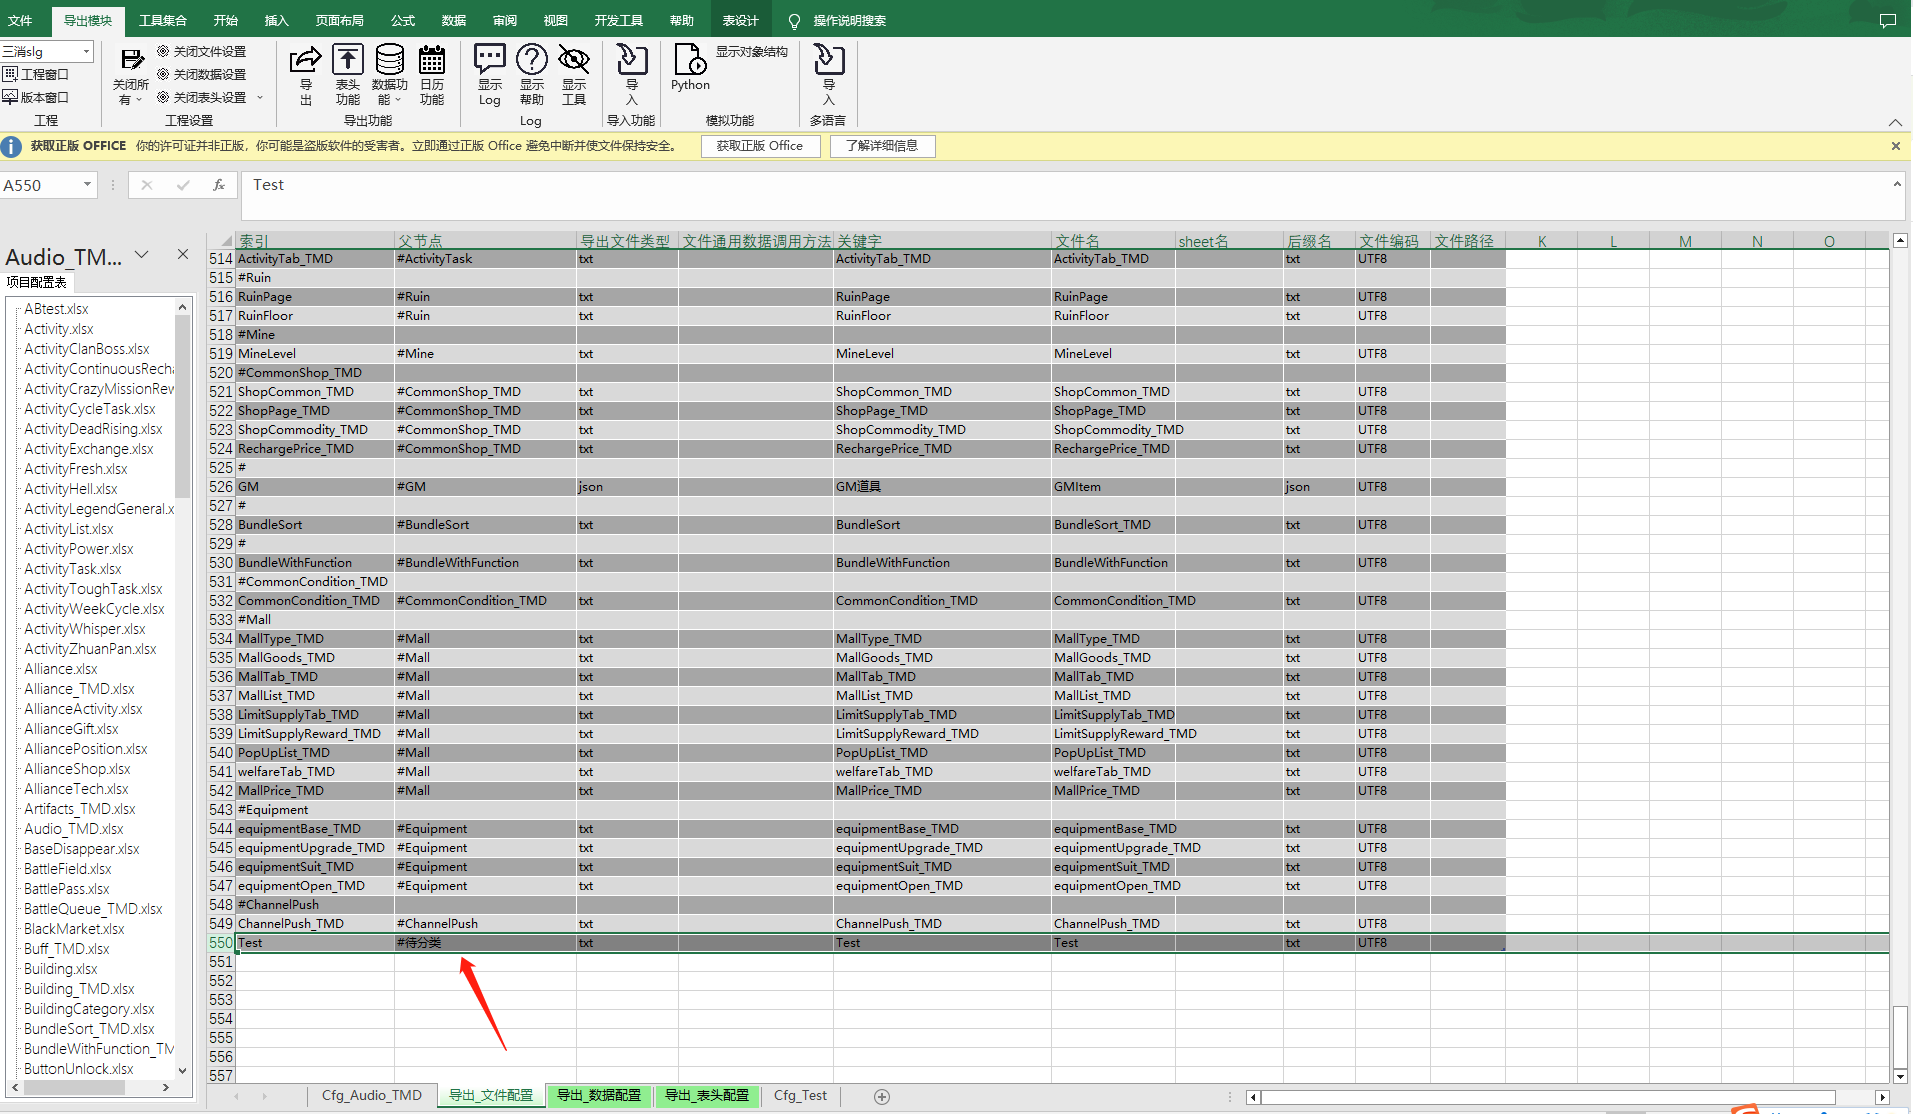 文件 导出模块 工具集合 开始 插入 页面布局 公式 数据 审阅 视图 开发工具 帮助 表设计 操作说明搜索
三消slg
工程窗口
版本窗口
工程
关闭所有
关闭文件设置
关闭数据设置
关闭表头设置
工程设置
导出
表头功能
数据功能
日历功能
导出功能
显示Log
显示帮助
显示工具
Log
导入
导入功能
Python
显示对象结构
模拟功能
导入
多语言
获取正版 OFFICE 你的许可证并非正版，你可能是盗版软件的受害者。立即通过正版 Office 避免中断并使文件保持安全。 获取正版 Office 了解详细信息
A550 fx Test
Audio_TM...
项目配置表
ABtest.xlsx
Activity.xlsx
ActivityClanBoss.xlsx
ActivityContinuousRecha
ActivityCrazyMissionRew
ActivityCycleTask.xlsx
ActivityDeadRising.xlsx
ActivityExchange.xlsx
ActivityFresh.xlsx
ActivityHell.xlsx
ActivityLegendGeneral.x
ActivityList.xlsx
ActivityPower.xlsx
ActivityTask.xlsx
ActivityToughTask.xlsx
ActivityWeekCycle.xlsx
ActivityWhisper.xlsx
ActivityZhuanPan.xlsx
Alliance.xlsx
Alliance_TMD.xlsx
AllianceActivity.xlsx
AllianceGift.xlsx
AlliancePosition.xlsx
AllianceShop.xlsx
AllianceTech.xlsx
Artifacts_TMD.xlsx
Audio_TMD.xlsx
BaseDisappear.xlsx
BattleField.xlsx
BattlePass.xlsx
BattleQueue_TMD.xlsx
BlackMarket.xlsx
Buff_TMD.xlsx
Building.xlsx
Building_TMD.xlsx
BuildingCategory.xlsx
BundleSort_TMD.xlsx
BundleWithFunction_TM
ButtonUnlock.xlsx
索引 父节点 导出文件类型 文件通用数据调用方法 关键字 文件名 sheet名 后缀名 文件编码 文件路径 K L M N O
514 ActivityTab_TMD #ActivityTask txt ActivityTab_TMD ActivityTab_TMD txt UTF8
515 #Ruin
516 RuinPage #Ruin txt RuinPage RuinPage txt UTF8
517 RuinFloor #Ruin txt RuinFloor RuinFloor txt UTF8
518 #Mine
519 MineLevel #Mine txt MineLevel MineLevel txt UTF8
520 #CommonShop_TMD
521 ShopCommon_TMD #CommonShop_TMD txt ShopCommon_TMD ShopCommon_TMD txt UTF8
522 ShopPage_TMD #CommonShop_TMD txt ShopPage_TMD ShopPage_TMD txt UTF8
523 ShopCommodity_TMD #CommonShop_TMD txt ShopCommodity_TMD ShopCommodity_TMD txt UTF8
524 RechargePrice_TMD #CommonShop_TMD txt RechargePrice_TMD RechargePrice_TMD txt UTF8
525 #
526 GM #GM json GM道具 GMItem json UTF8
527 #
528 BundleSort #BundleSort txt BundleSort BundleSort_TMD txt UTF8
529 #
530 BundleWithFunction #BundleWithFunction txt BundleWithFunction BundleWithFunction txt UTF8
531 #CommonCondition_TMD
532 CommonCondition_TMD #CommonCondition_TMD txt CommonCondition_TMD CommonCondition_TMD txt UTF8
533 #Mall
534 MallType_TMD #Mall txt MallType_TMD MallType_TMD txt UTF8
535 MallGoods_TMD #Mall txt MallGoods_TMD MallGoods_TMD txt UTF8
536 MallTab_TMD #Mall txt MallTab_TMD MallTab_TMD txt UTF8
537 MallList_TMD #Mall txt MallList_TMD MallList_TMD txt UTF8
538 LimitSupplyTab_TMD #Mall txt LimitSupplyTab_TMD LimitSupplyTab_TMD txt UTF8
539 LimitSupplyReward_TMD #Mall txt LimitSupplyReward_TMD LimitSupplyReward_TMD txt UTF8
540 PopUpList_TMD #Mall txt PopUpList_TMD PopUpList_TMD txt UTF8
541 welfareTab_TMD #Mall txt welfareTab_TMD welfareTab_TMD txt UTF8
542 MallPrice_TMD #Mall txt MallPrice_TMD MallPrice_TMD txt UTF8
543 #Equipment
544 equipmentBase_TMD #Equipment txt equipmentBase_TMD equipmentBase_TMD txt UTF8
545 equipmentUpgrade_TMD #Equipment txt equipmentUpgrade_TMD equipmentUpgrade_TMD txt UTF8
546 equipmentSuit_TMD #Equipment txt equipmentSuit_TMD equipmentSuit_TMD txt UTF8
547 equipmentOpen_TMD #Equipment txt equipmentOpen_TMD equipmentOpen_TMD txt UTF8
548 #ChannelPush
549 ChannelPush_TMD #ChannelPush txt ChannelPush_TMD ChannelPush_TMD txt UTF8
550 Test #待分类 txt Test Test txt UTF8
551
552
553
554
555
556
557
Cfg_Audio_TMD 导出_文件配置 导出_数据配置 导出_表头配置 Cfg_Test